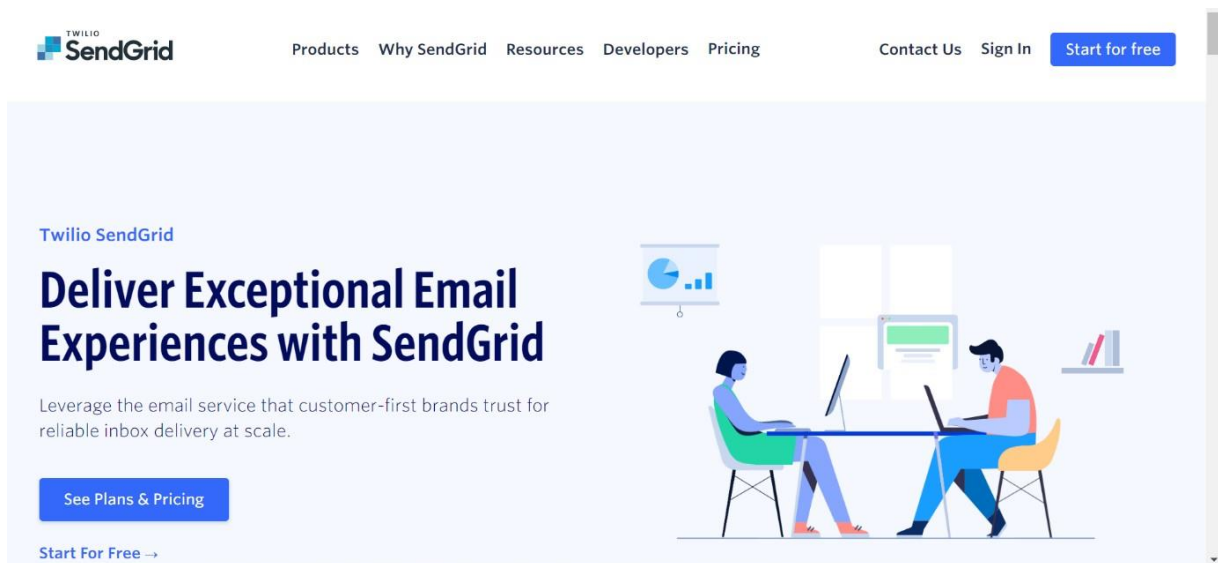 TWILIO
SendGrid
Products Why SendGrid Resources Developers Pricing Contact Us Sign In Start for free
Twilio SendGrid
Deliver Exceptional Email
Experiences with SendGrid
Leverage the email service that customer-first brands trust for
reliable inbox delivery at scale.
See Plans & Pricing
Start For Free →